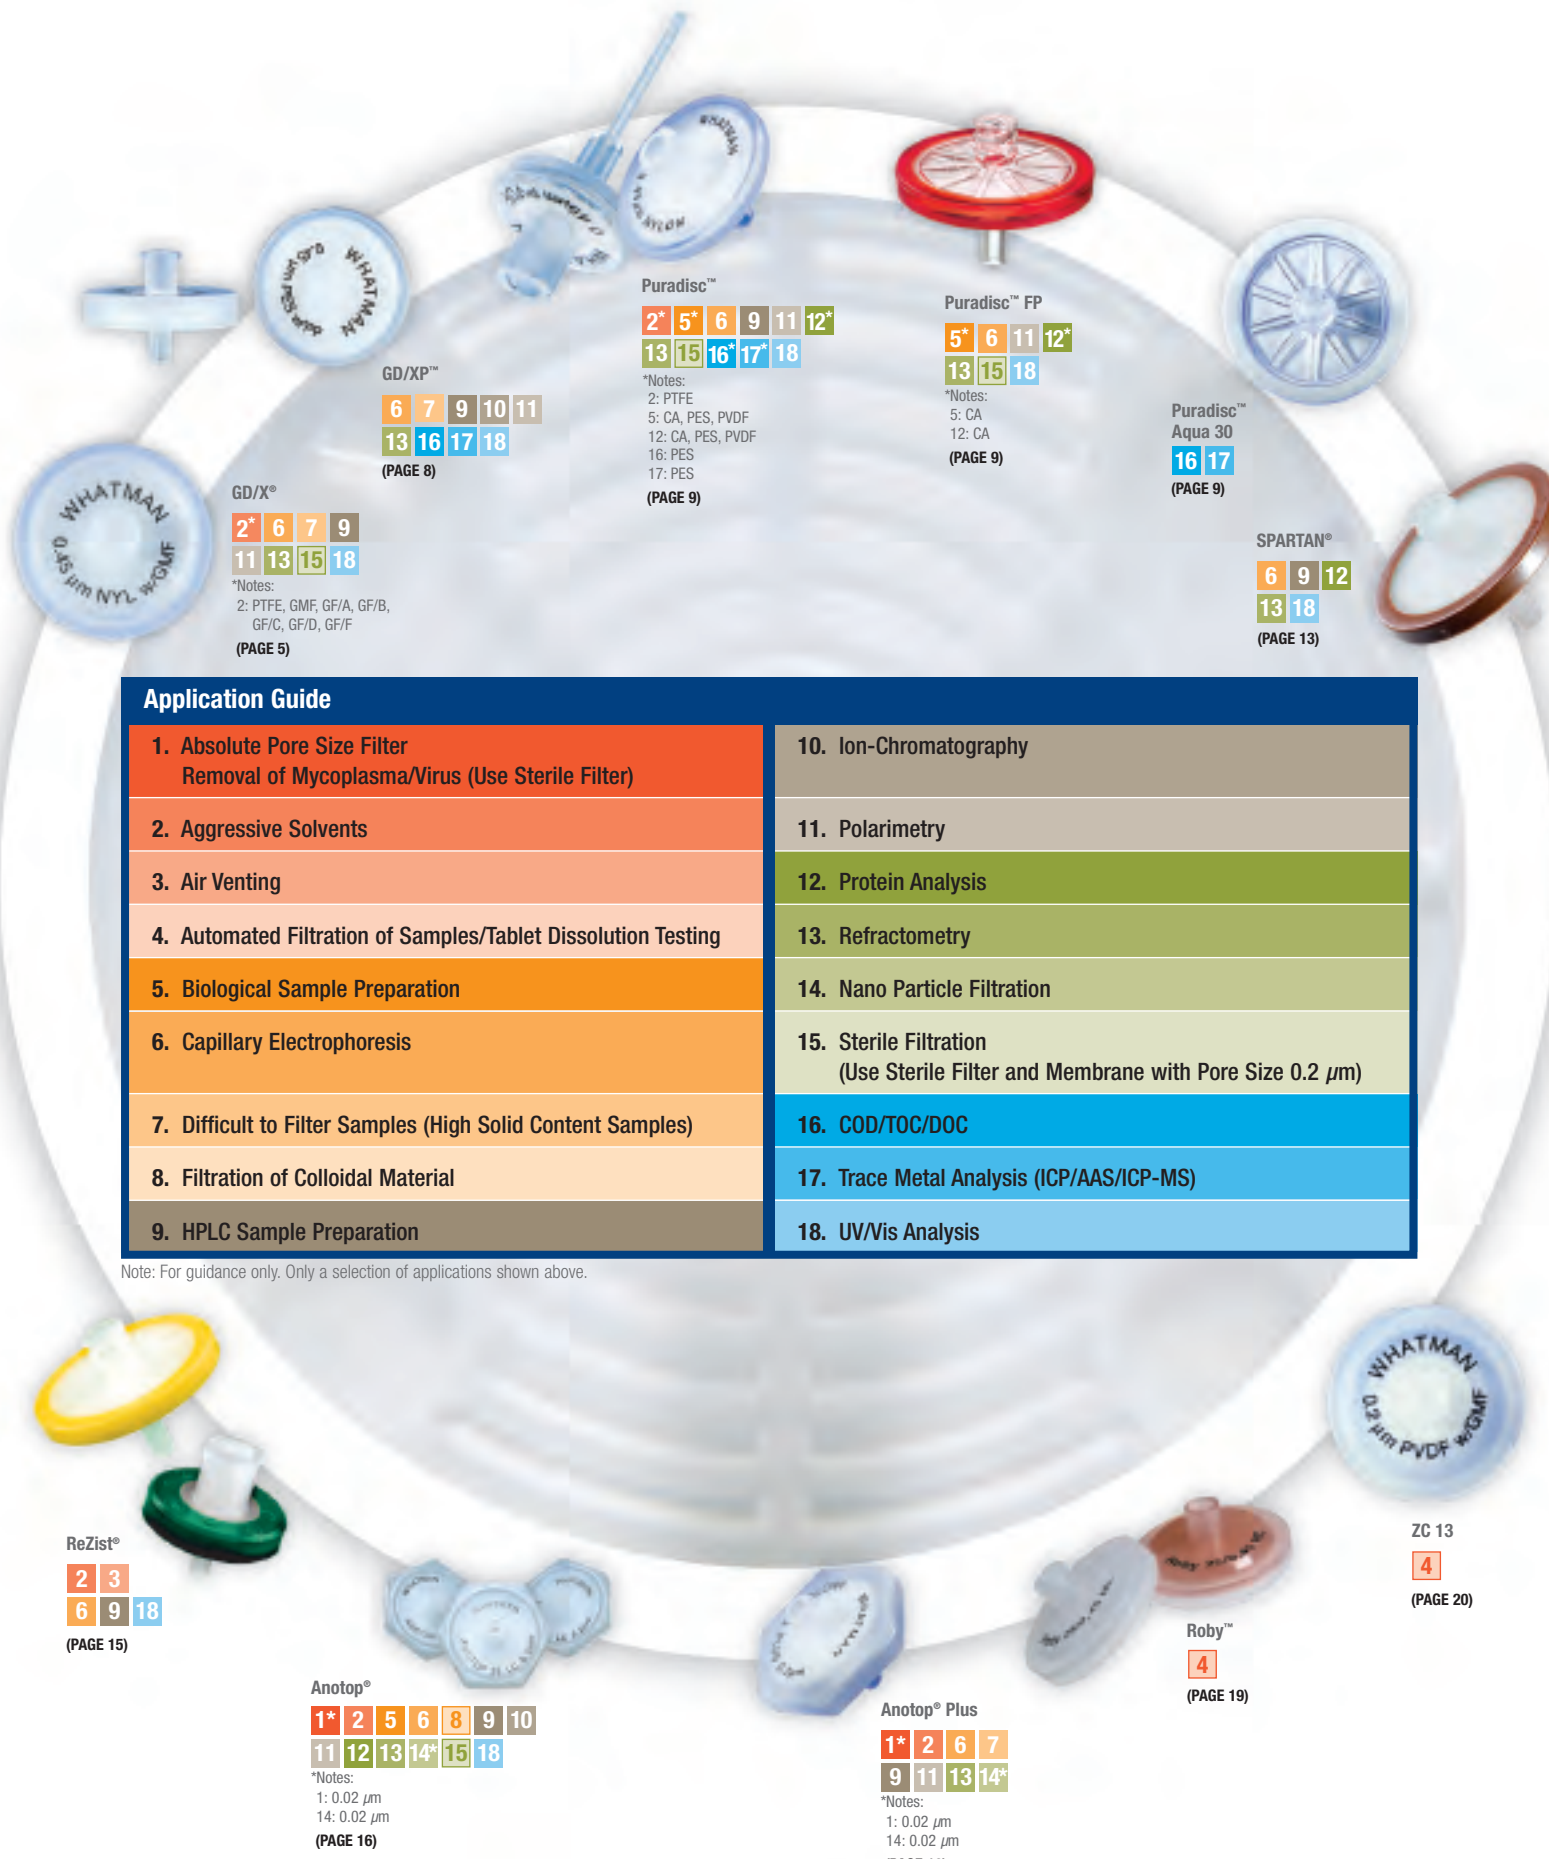 WHATMAN
WHATMAN
WHATMAN
0.45 µm NYL w/GMF
Puradisc™
2* 5* 6 9 11 12*
13 15 16* 17* 18
*Notes:
2: PTFE
5: CA, PES, PVDF
12: CA, PES, PVDF
16: PES
17: PES
(PAGE 9)
Puradisc™ FP
5* 6 11 12*
13 15 18
*Notes:
5: CA
12: CA
(PAGE 9)
GD/XP™
6 7 9 10 11
13 16 17 18
(PAGE 8)
Puradisc™
Aqua 30
16 17
(PAGE 9)
GD/X®
2* 6 7 9
11 13 15 18
*Notes:
2: PTFE, GMF, GF/A, GF/B,
GF/C, GF/D, GF/F
(PAGE 5)
SPARTAN®
6 9 12
13 18
(PAGE 13)
Application Guide
1. Absolute Pore Size Filter
Removal of Mycoplasma/Virus (Use Sterile Filter)
2. Aggressive Solvents
3. Air Venting
4. Automated Filtration of Samples/Tablet Dissolution Testing
5. Biological Sample Preparation
6. Capillary Electrophoresis
7. Difficult to Filter Samples (High Solid Content Samples)
8. Filtration of Colloidal Material
9. HPLC Sample Preparation
10. Ion-Chromatography
11. Polarimetry
12. Protein Analysis
13. Refractometry
14. Nano Particle Filtration
15. Sterile Filtration
(Use Sterile Filter and Membrane with Pore Size 0.2 µm)
16. COD/TOC/DOC
17. Trace Metal Analysis (ICP/AAS/ICP-MS)
18. UV/Vis Analysis
Note: For guidance only. Only a selection of applications shown above.
WHATMAN
0.2 µm PVDF w/GMF
ReZist®
2 3
6 9 18
(PAGE 15)
ZC 13
4
(PAGE 20)
Roby™
4
(PAGE 19)
Anotop®
1* 2 5 6 8 9 10
11 12 13 14* 15 18
*Notes:
1: 0.02 µm
14: 0.02 µm
(PAGE 16)
Anotop® Plus
1* 2 6 7
9 11 13 14*
*Notes:
1: 0.02 µm
14: 0.02 µm